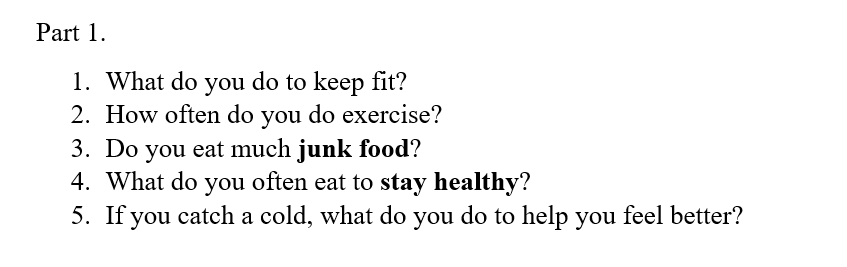 Part 1.
1. What do you do to keep fit?
2. How often do you do exercise?
3. Do you eat much junk food?
4. What do you often eat to stay healthy?
5. If you catch a cold, what do you do to help you feel better?